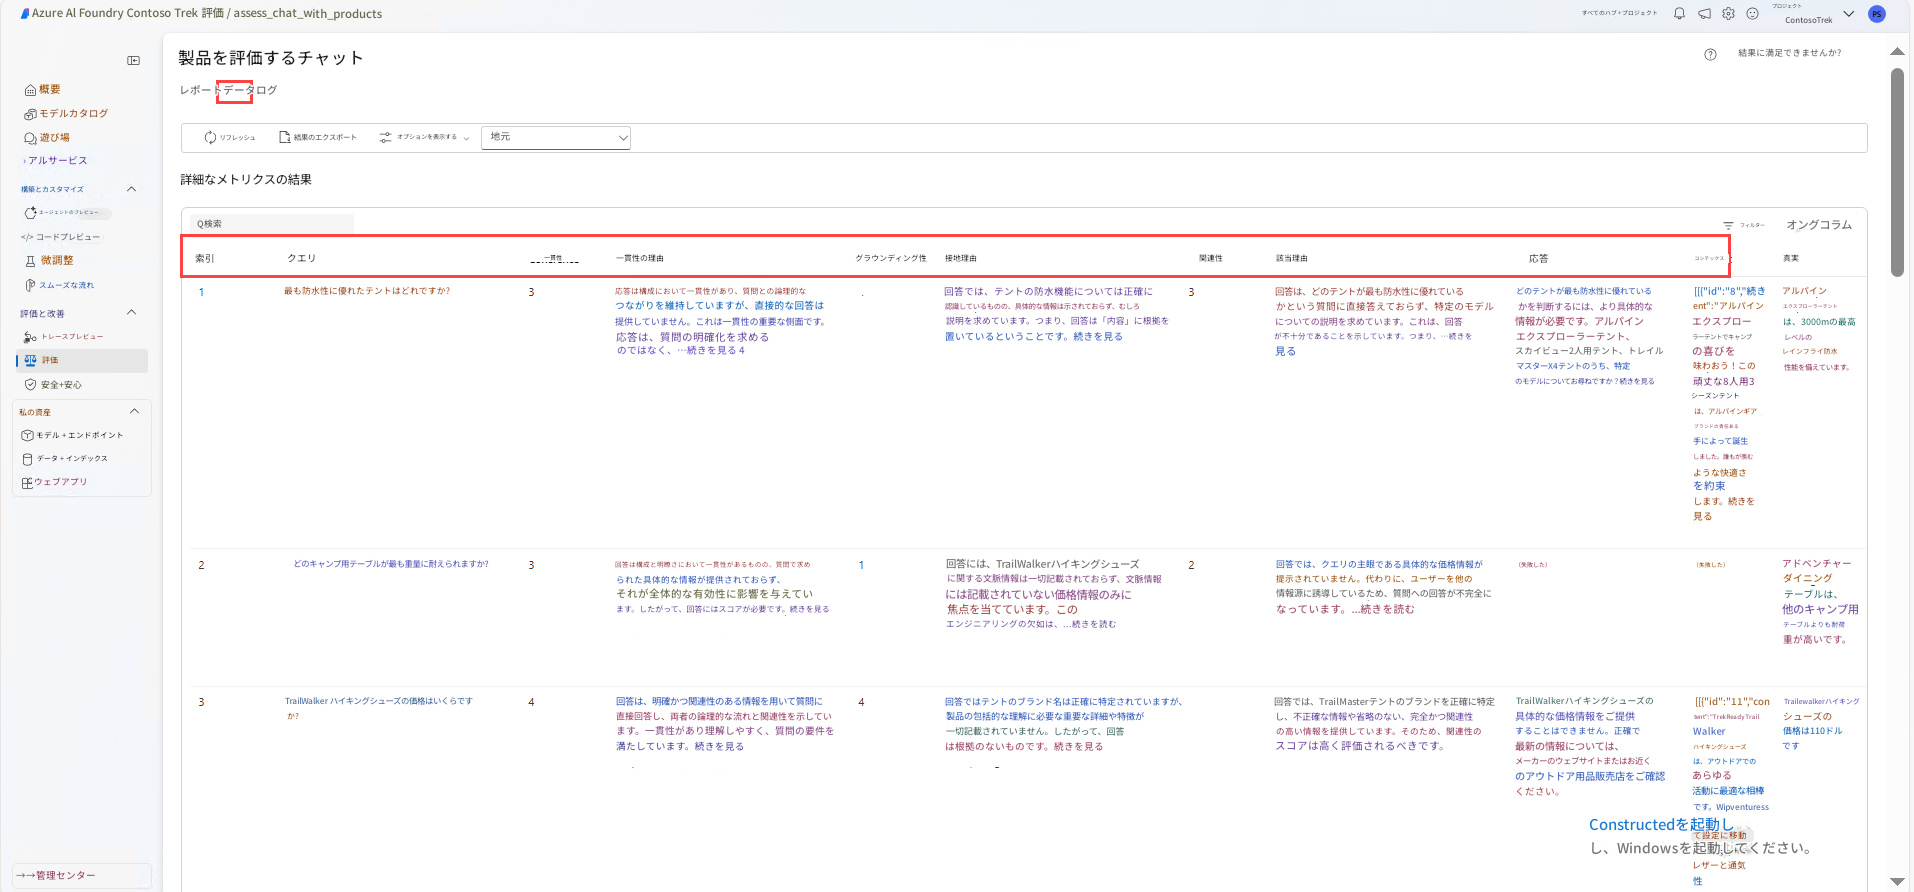 Azure AI Foundry Contoso Trek 評価 / assess_chat_with_products
すべてのハブ+プロジェクト
プロジェクト
ContosoTrek
PS
製品を評価するチャット
結果に満足できませんか?
レポートデータログ
概要
モデルカタログ
遊び場
アルサービス
構築とカスタマイズ
エージェントのプレビュー
</> コードプレビュー
微調整
スムーズな流れ
評価と改善
トレースプレビュー
評価
安全+安心
私の資産
モデル + エンドポイント
データ + インデックス
ウェブアプリ
→→管理センター
リフレッシュ
結果のエクスポート
オプションを表示する
地元
詳細なメトリクスの結果
Q検索
フィルター
オングコラム
索引
クエリ
一貫性
一貫性の理由
グラウンディング性
接地理由
関連性
該当理由
応答
コンテックス
真実
1
最も防水性に優れたテントはどれですか?
3
応答は構成において一貫性があり、質問との論理的な
つながりを維持していますが、直接的な回答は
提供していません。これは一貫性の重要な側面です。
応答は、質問の明確化を求める
のではなく、…続きを見る 4
回答では、テントの防水機能については正確に
認識しているものの、具体的な情報は示されておらず、むしろ
説明を求めています。つまり、回答は「内容」に根拠を
置いているということです。続きを見る
3
回答は、どのテントが最も防水性に優れている
かという質問に直接答えておらず、特定のモデル
についての説明を求めています。これは、回答
が不十分であることを示しています。つまり、…続きを
見る
どのテントが最も防水性に優れている
かを判断するには、より具体的な
情報が必要です。アルパイン
エクスプローラーテント、
スカイビュー2人用テント、トレイル
マスターX4テントのうち、特定
のモデルについてお尋ねですか？続きを見る
[[{"id":"8","続き
ent":"アルパイン
エクスプロー
ラーテントでキャンプ
の喜びを
味わおう！この
頑丈な8人用3
シーズンテント
は、アルパインギア
ブランドの責任ある
手によって誕生
しました。誰もが羨む
ような快適さ
を約束
します。続きを
見る
アルパイン
エクスプローラーテント
は、3000mの最高
レベルの
レインフライ防水
性能を備えています。
2
どのキャンプ用テーブルが最も重量に耐えられますか?
3
回答は構成と明瞭さにおいて一貫性があるものの、質問で求め
られた具体的な情報が提供されておらず、
それが全体的な有効性に影響を与えてい
ます。したがって、回答にはスコアが必要です。続きを見る
1
回答には、TrailWalkerハイキングシューズ
に関する文脈情報は一切記載されておらず、文脈情報
には記載されていない価格情報のみに
焦点を当てています。この
エンジニアリングの欠如は、…続きを読む
2
回答では、クエリの主眼である具体的な価格情報が
提示されていません。代わりに、ユーザーを他の
情報源に誘導しているため、質問への回答が不完全に
なっています。...続きを読む
(失敗した)
(失敗した)
アドベンチャー
ダイニング
テーブルは、
他のキャンプ用
テーブルよりも耐荷
重が高いです。
3
TrailWalker ハイキングシューズの価格はいくらです
か?
4
回答は、明確かつ関連性のある情報を用いて質問に
直接回答し、両者の論理的な流れと関連性を示してい
ます。一貫性があり理解しやすく、質問の要件を
満たしています。続きを見る
4
回答ではテントのブランド名は正確に特定されていますが、
製品の包括的な理解に必要な重要な詳細や特徴が
一切記載されていません。したがって、回答
は根拠のないものです。続きを見る
回答では、TrailMasterテントのブランドを正確に特定
し、不正確な情報や省略のない、完全かつ関連性
の高い情報を提供しています。そのため、関連性の
スコアは高く評価されるべきです。
TrailWalkerハイキングシューズの
具体的な価格情報をご提供
することはできません。正確で
最新の情報については、
メーカーのウェブサイトまたはお近く
のアウトドア用品販売店をご確認
ください。
[[{"id":"11","con
tent":"TrekReady Trail
Walker
ハイキングシューズ
は、アウトドアでの
あらゆる
活動に最適な相棒
です。Wipventuress
て設定に移動
レザーと通気
性
Trailewalkerハイキング
シューズの
価格は110ドル
です
Constructedを起動し
し、Windowsを起動してください。